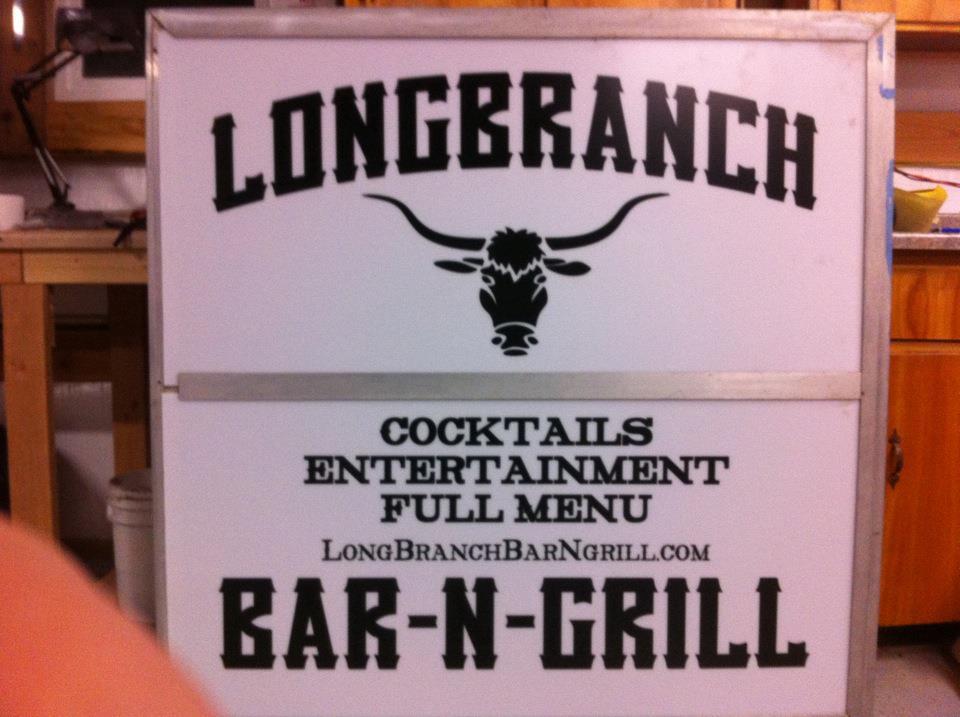 LONGBRANCH
COCKTAILS
ENTERTAINMENT
FULL MENU
LONGBRANCHBARNGRILL.COM
BAR-N-GRILL